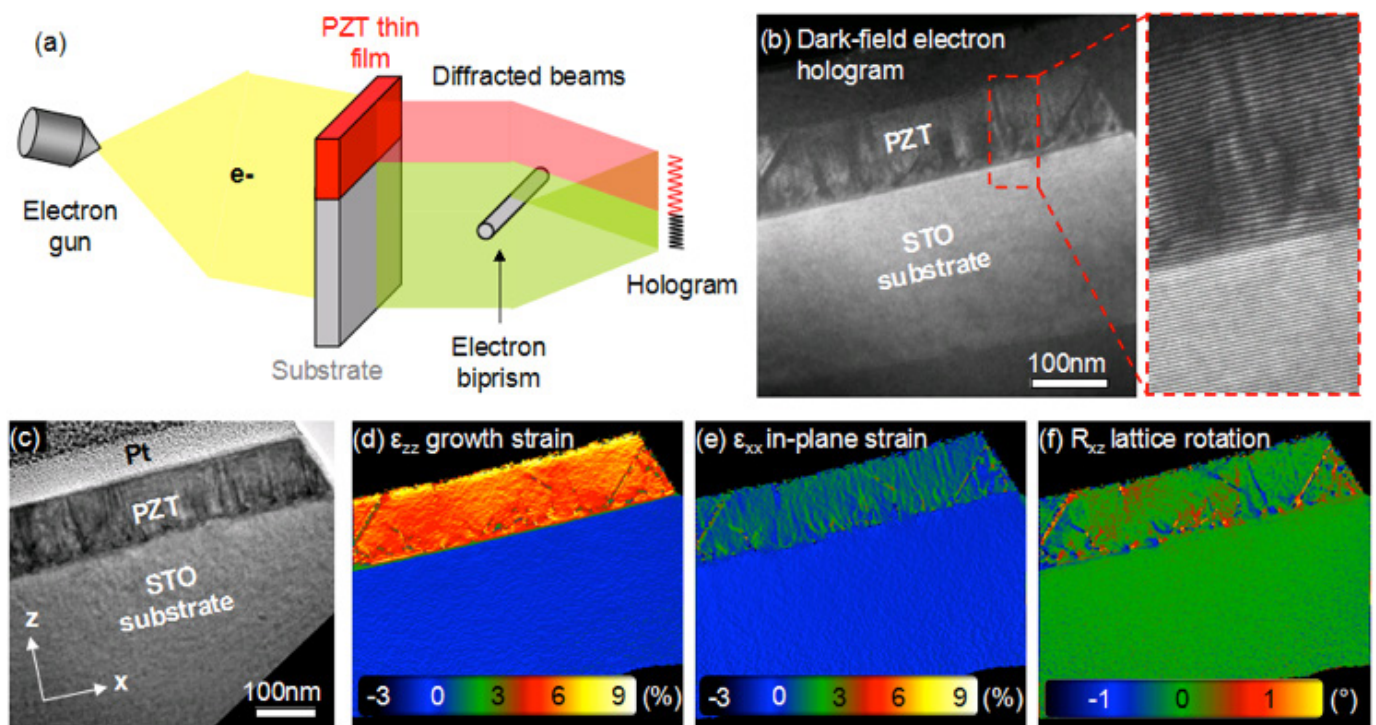 (a)
PZT thin
film
Diffracted beams
e-
Electron
gun
Substrate
Electron
biprism
Hologram
(b) Dark-field electron
hologram
PZT
STO
substrate
100nm
(c)
Pt
PZT
STO
substrate
z
x
100nm
(d) εzz growth strain
-3 0 3 6 9 (%)
(e) εxx in-plane strain
-3 0 3 6 9 (%)
(f) Rxz lattice rotation
-1 0 1 (°)